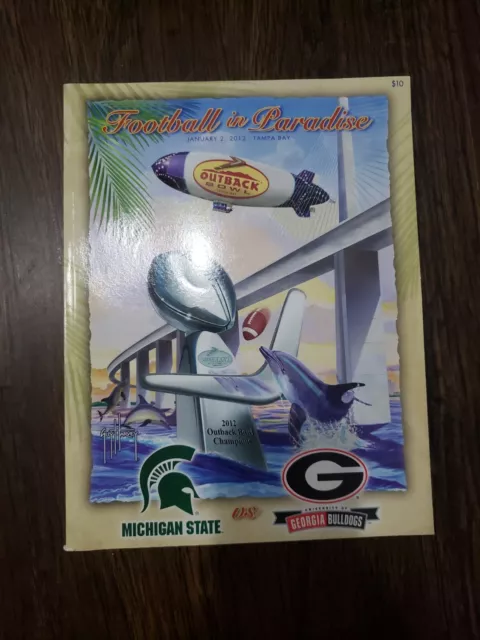 $10
Football in Paradise
JANUARY 2, 2012 TAMPA BAY
OUTBACK
BOWL
2012
Outback Bowl
Champion
G
MICHIGAN STATE
vs
UNIVERSITY OF
GEORGIA BULLDOGS